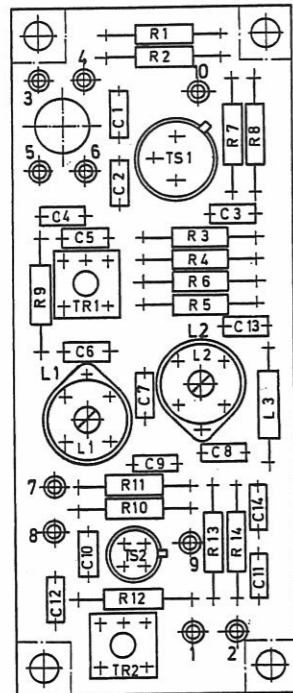 R1
R2
3
4
0
C1
R7
R8
5
6
TS1
C2
C4
C3
C5
R3
R9
R4
TR1
R6
R5
C13
L2
C6
L1
L2
C7
L3
L1
C8
C9
7
R11
R10
C14
8
C10
TS2
9
R13
R14
C11
C12
R12
TR2
1
2